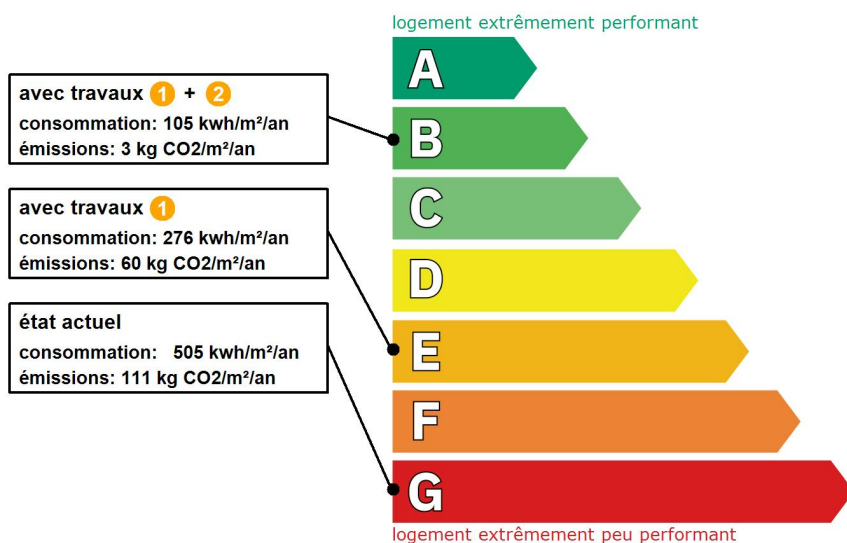 logement extrêmement performant
A
avec travaux 1 + 2
consommation: 105 kwh/m²/an
émissions: 3 kg CO2/m²/an
B
avec travaux 1
consommation: 276 kwh/m²/an
émissions: 60 kg CO2/m²/an
C
D
état actuel
consommation: 505 kwh/m²/an
émissions: 111 kg CO2/m²/an
E
F
G
logement extrêmement peu performant